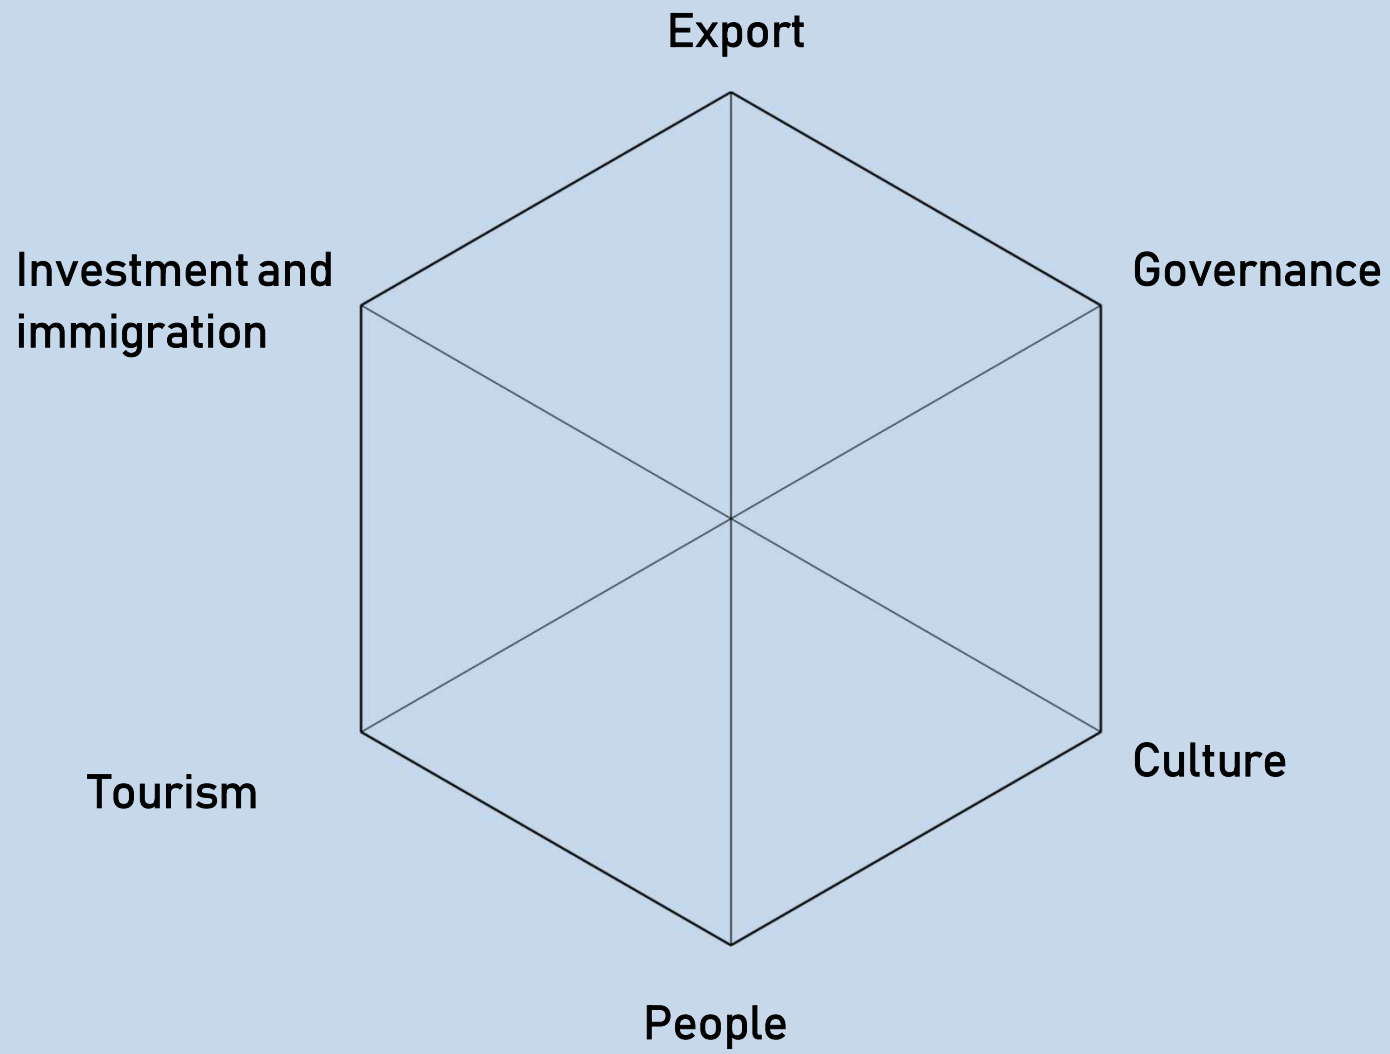 Export
Investment and
immigration
Governance
Tourism
Culture
People